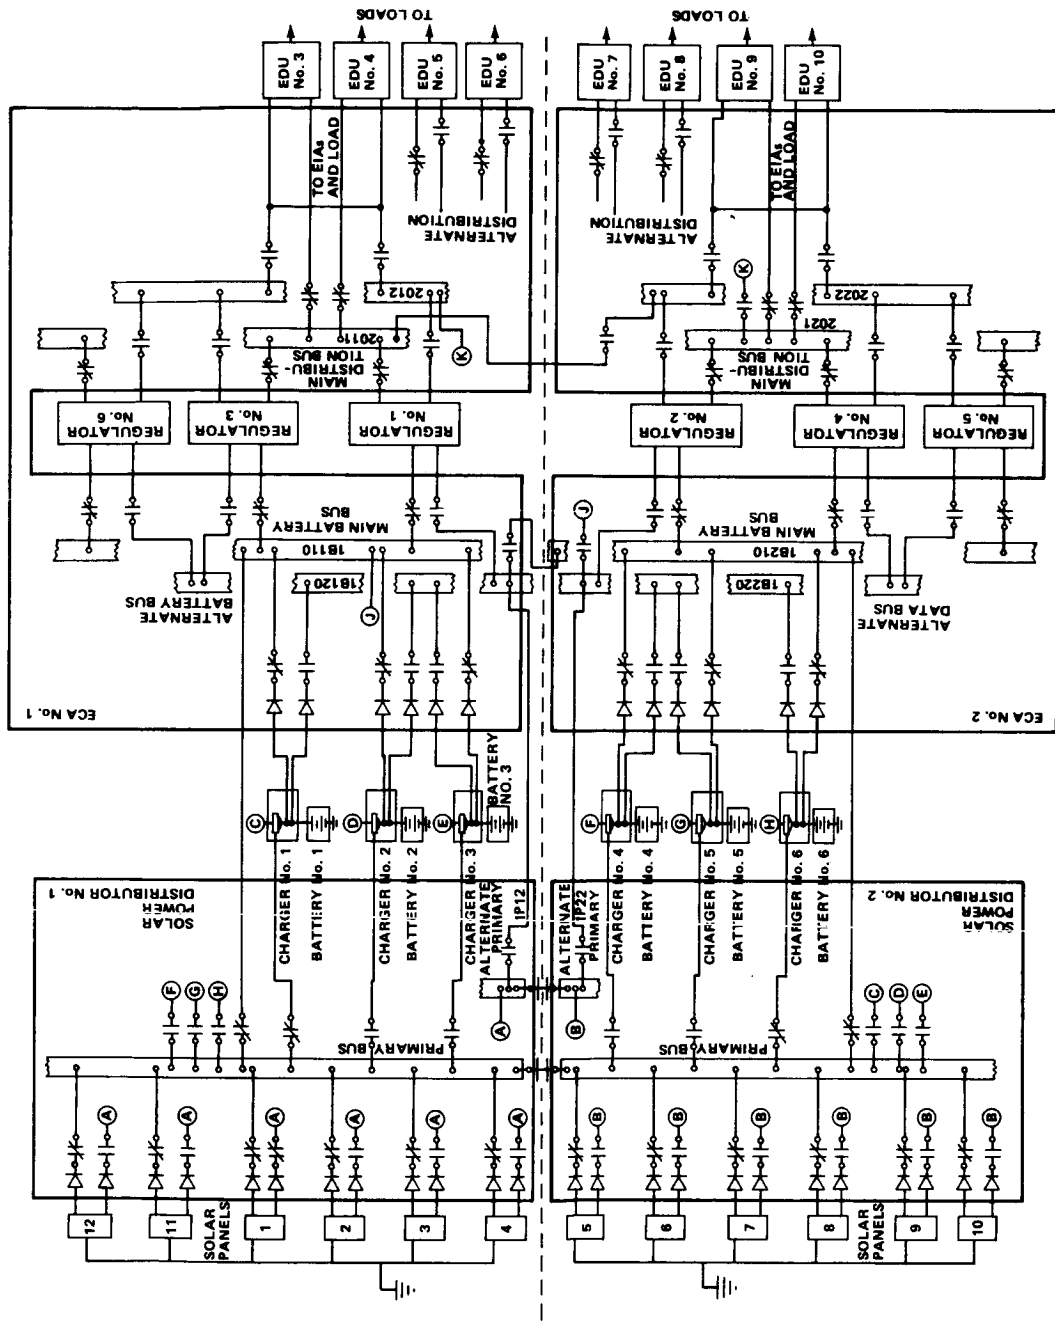 TO LOADS
EDU
No. 3
EDU
No. 4
EDU
No. 5
EDU
No. 6
TO LOADS
EDU
No. 7
EDU
No. 8
EDU
No. 9
EDU
No. 10
TO EIAs
AND LOAD
ALTERNATE
DISTRIBUTION
ALTERNATE
DISTRIBUTION
TO EIAs
AND LOAD
2012
2011
K
MAIN
DISTRIBU-
TION BUS
K
2022
2021
MAIN
DISTRIBU-
TION BUS
REGULATOR
No. 6
REGULATOR
No. 3
REGULATOR
No. 1
REGULATOR
No. 2
REGULATOR
No. 4
REGULATOR
No. 5
MAIN BATTERY
BUS
1B110
1B120
J
ALTERNATE
BATTERY BUS
J
MAIN BATTERY
BUS
1B210
1B220
ALTERNATE
DATA BUS
ECA No. 1
ECA No. 2
C
D
E
BATTERY
NO. 3
F
G
H
CHARGER No. 1
BATTERY No. 1
CHARGER No. 2
BATTERY No. 2
CHARGER No. 3
CHARGER No. 4
BATTERY No. 4
CHARGER No. 5
BATTERY No. 5
CHARGER No. 6
BATTERY No. 6
SOLAR
POWER
DISTRIBUTOR No. 1
ALTERNATE
PRIMARY
1P12
A
ALTERNATE
PRIMARY
1P22
B
SOLAR
POWER
DISTRIBUTOR No. 2
F
G
H
PRIMARY BUS
PRIMARY BUS
C
D
E
A
A
A
A
A
A
B
B
B
B
B
B
12
11
1
2
3
4
5
6
7
8
9
10
SOLAR
PANELS
SOLAR
PANELS